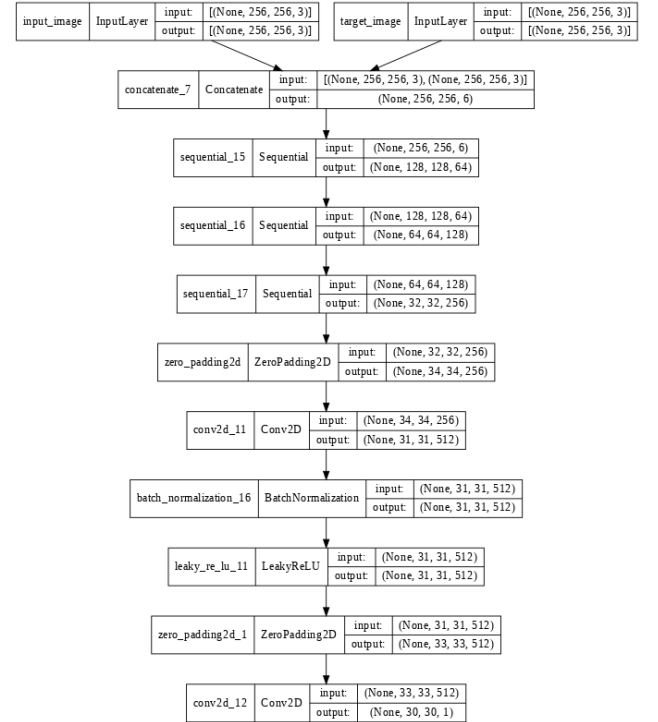 input_image InputLayer input: [(None, 256, 256, 3)]
output: [(None, 256, 256, 3)]
target_image InputLayer input: [(None, 256, 256, 3)]
output: [(None, 256, 256, 3)]
concatenate_7 Concatenate input: [(None, 256, 256, 3), (None, 256, 256, 3)]
output: (None, 256, 256, 6)
sequential_15 Sequential input: (None, 256, 256, 6)
output: (None, 128, 128, 64)
sequential_16 Sequential input: (None, 128, 128, 64)
output: (None, 64, 64, 128)
sequential_17 Sequential input: (None, 64, 64, 128)
output: (None, 32, 32, 256)
zero_padding2d ZeroPadding2D input: (None, 32, 32, 256)
output: (None, 34, 34, 256)
conv2d_11 Conv2D input: (None, 34, 34, 256)
output: (None, 31, 31, 512)
batch_normalization_16 BatchNormalization input: (None, 31, 31, 512)
output: (None, 31, 31, 512)
leaky_re_lu_11 LeakyReLU input: (None, 31, 31, 512)
output: (None, 31, 31, 512)
zero_padding2d_1 ZeroPadding2D input: (None, 31, 31, 512)
output: (None, 33, 33, 512)
conv2d_12 Conv2D input: (None, 33, 33, 512)
output: (None, 30, 30, 1)